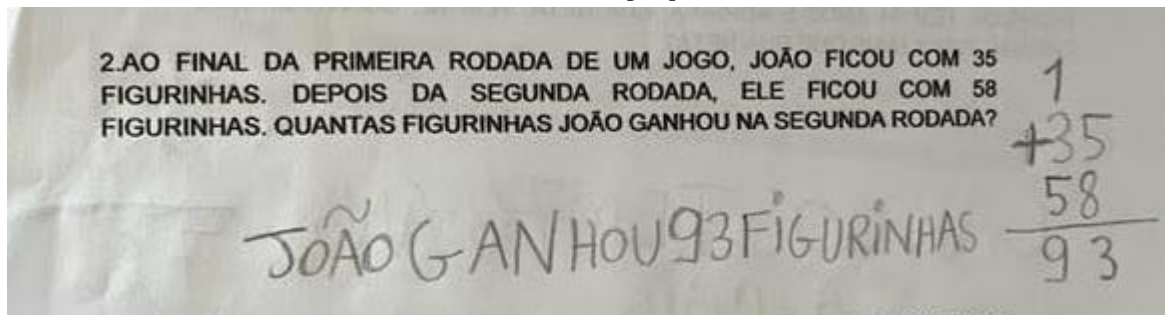 2.AO FINAL DA PRIMEIRA RODADA DE UM JOGO, JOÃO FICOU COM 35
FIGURINHAS. DEPOIS DA SEGUNDA RODADA, ELE FICOU COM 58
FIGURINHAS. QUANTAS FIGURINHAS JOÃO GANHOU NA SEGUNDA RODADA?
1
+35
58
93
JOÃO GANHOU 93 FIGURINHAS